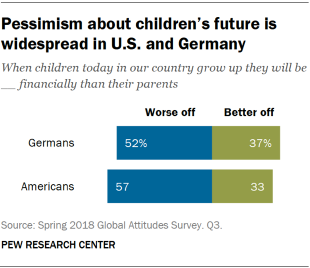 Pessimism about children's future is
widespread in U.S. and Germany
When children today in our country grow up they will be
__ financially than their parents
Worse off Better off
Germans 52% 37%
Americans 57 33
Source: Spring 2018 Global Attitudes Survey. Q3.
PEW RESEARCH CENTER